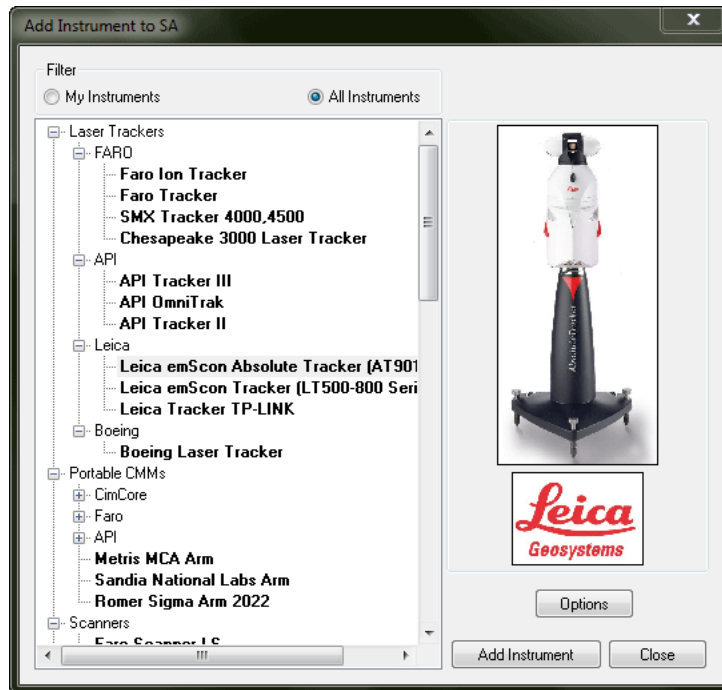 Add Instrument to SA
Filter
My Instruments
All Instruments
Laser Trackers
FARO
Faro Ion Tracker
Faro Tracker
SMX Tracker 4000,4500
Chesapeake 3000 Laser Tracker
API
API Tracker III
API OmniTrak
API Tracker II
Leica
Leica emScon Absolute Tracker (AT901
Leica emScon Tracker (LT500-800 Seri
Leica Tracker TP-LINK
Boeing
Boeing Laser Tracker
Portable CMMs
CimCore
Faro
API
Metris MCA Arm
Sandia National Labs Arm
Romer Sigma Arm 2022
Scanners
Faro Scanner LS
AbsoluteTracker
Leica
Geosystems
Options
Add Instrument
Close